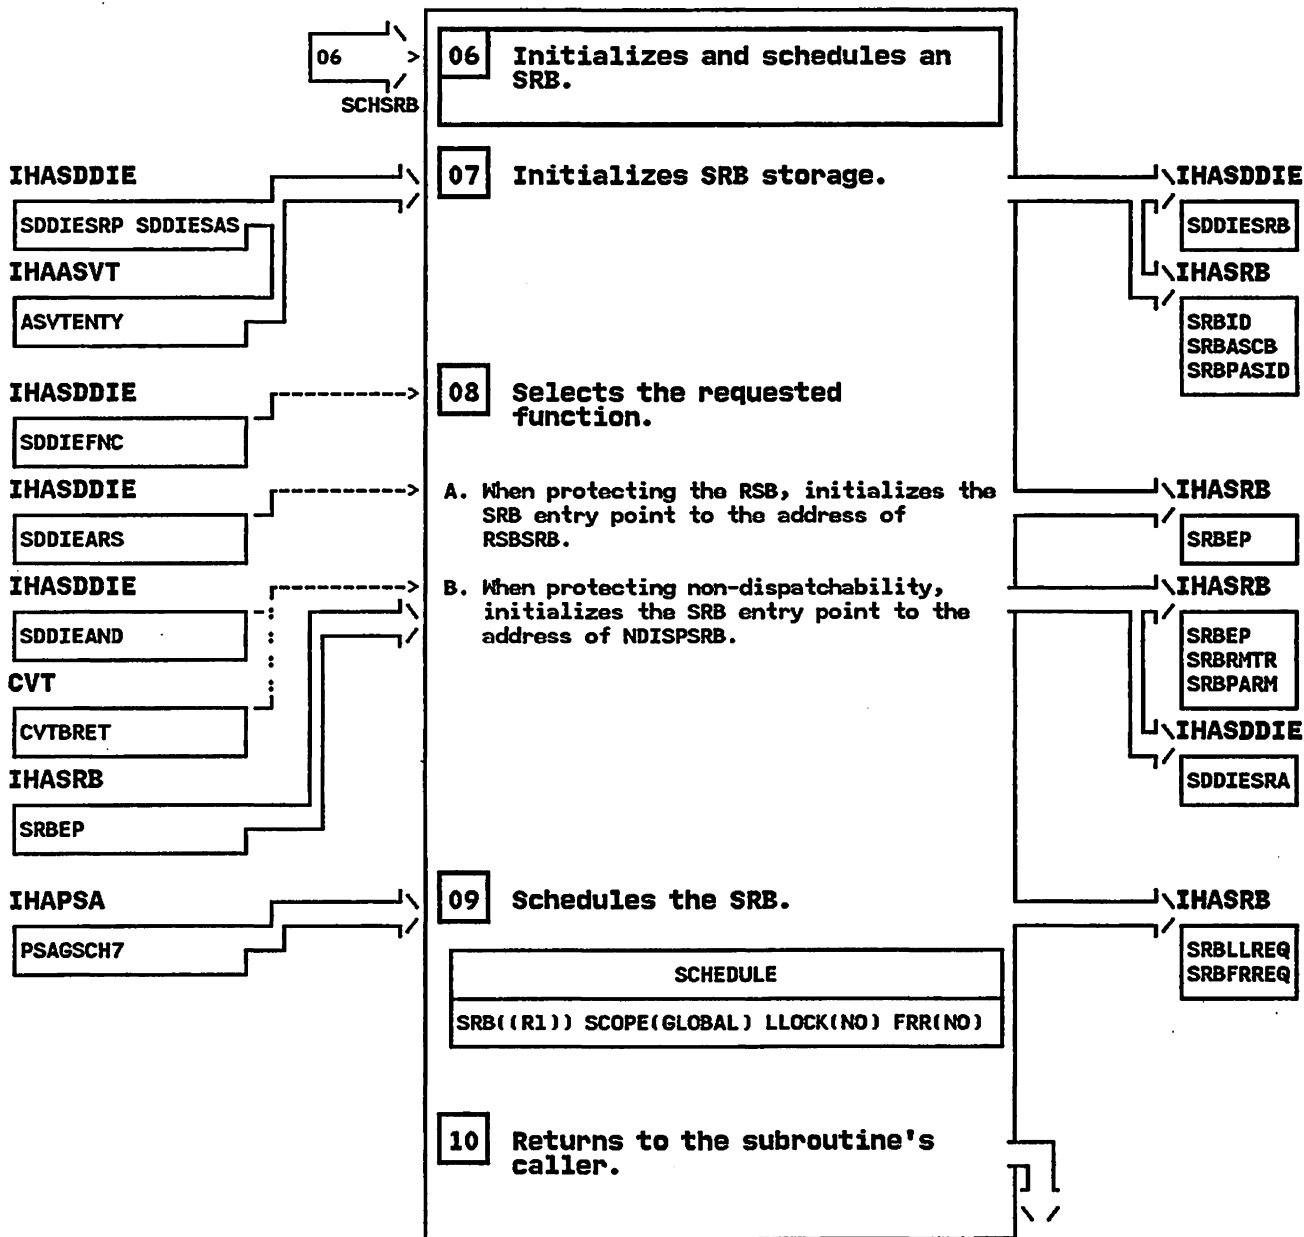 06
SCHSRB
06 Initializes and schedules an
SRB.
IHASDDIE
SDDIESRP SDDIESAS
IHAASVT
ASVTENTY
07 Initializes SRB storage.
IHASDDIE
SDDIESRB
IHASRB
SRBID
SRBASCB
SRBPASID
IHASDDIE
SDDIEFNC
08 Selects the requested
function.
IHASDDIE
SDDIEARS
A. When protecting the RSB, initializes the
SRB entry point to the address of
RSBSRB.
IHASRB
SRBEP
IHASDDIE
SDDIEAND
CVT
CVTBRET
IHASRB
SRBEP
B. When protecting non-dispatchability,
initializes the SRB entry point to the
address of NDISPSRB.
IHASRB
SRBEP
SRBRMTR
SRBPARM
IHASDDIE
SDDIESRA
IHAPSA
PSAGSCH7
09 Schedules the SRB.
SCHEDULE
SRB((R1)) SCOPE(GLOBAL) LLOCK(NO) FRR(NO)
IHASRB
SRBLLREQ
SRBFRREQ
10 Returns to the subroutine's
caller.